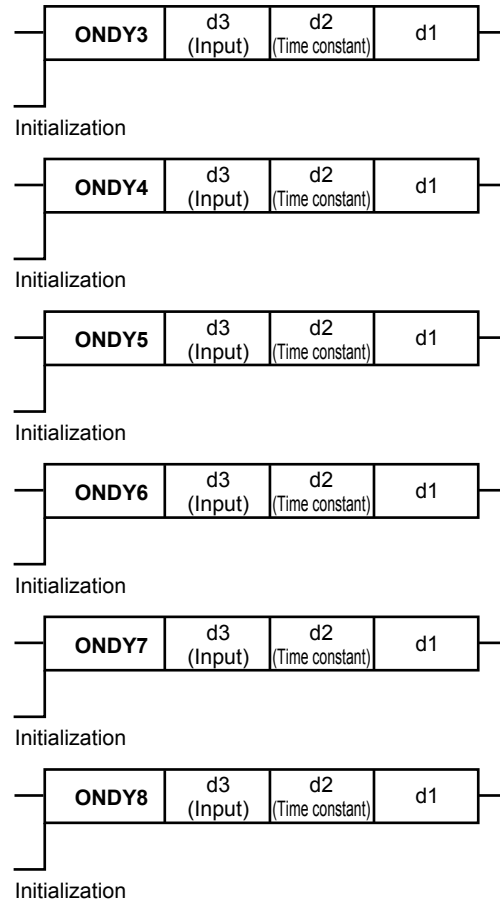 ONDY3 d3 d2 d1
(Input) (Time constant)
Initialization
ONDY4 d3 d2 d1
(Input) (Time constant)
Initialization
ONDY5 d3 d2 d1
(Input) (Time constant)
Initialization
ONDY6 d3 d2 d1
(Input) (Time constant)
Initialization
ONDY7 d3 d2 d1
(Input) (Time constant)
Initialization
ONDY8 d3 d2 d1
(Input) (Time constant)
Initialization